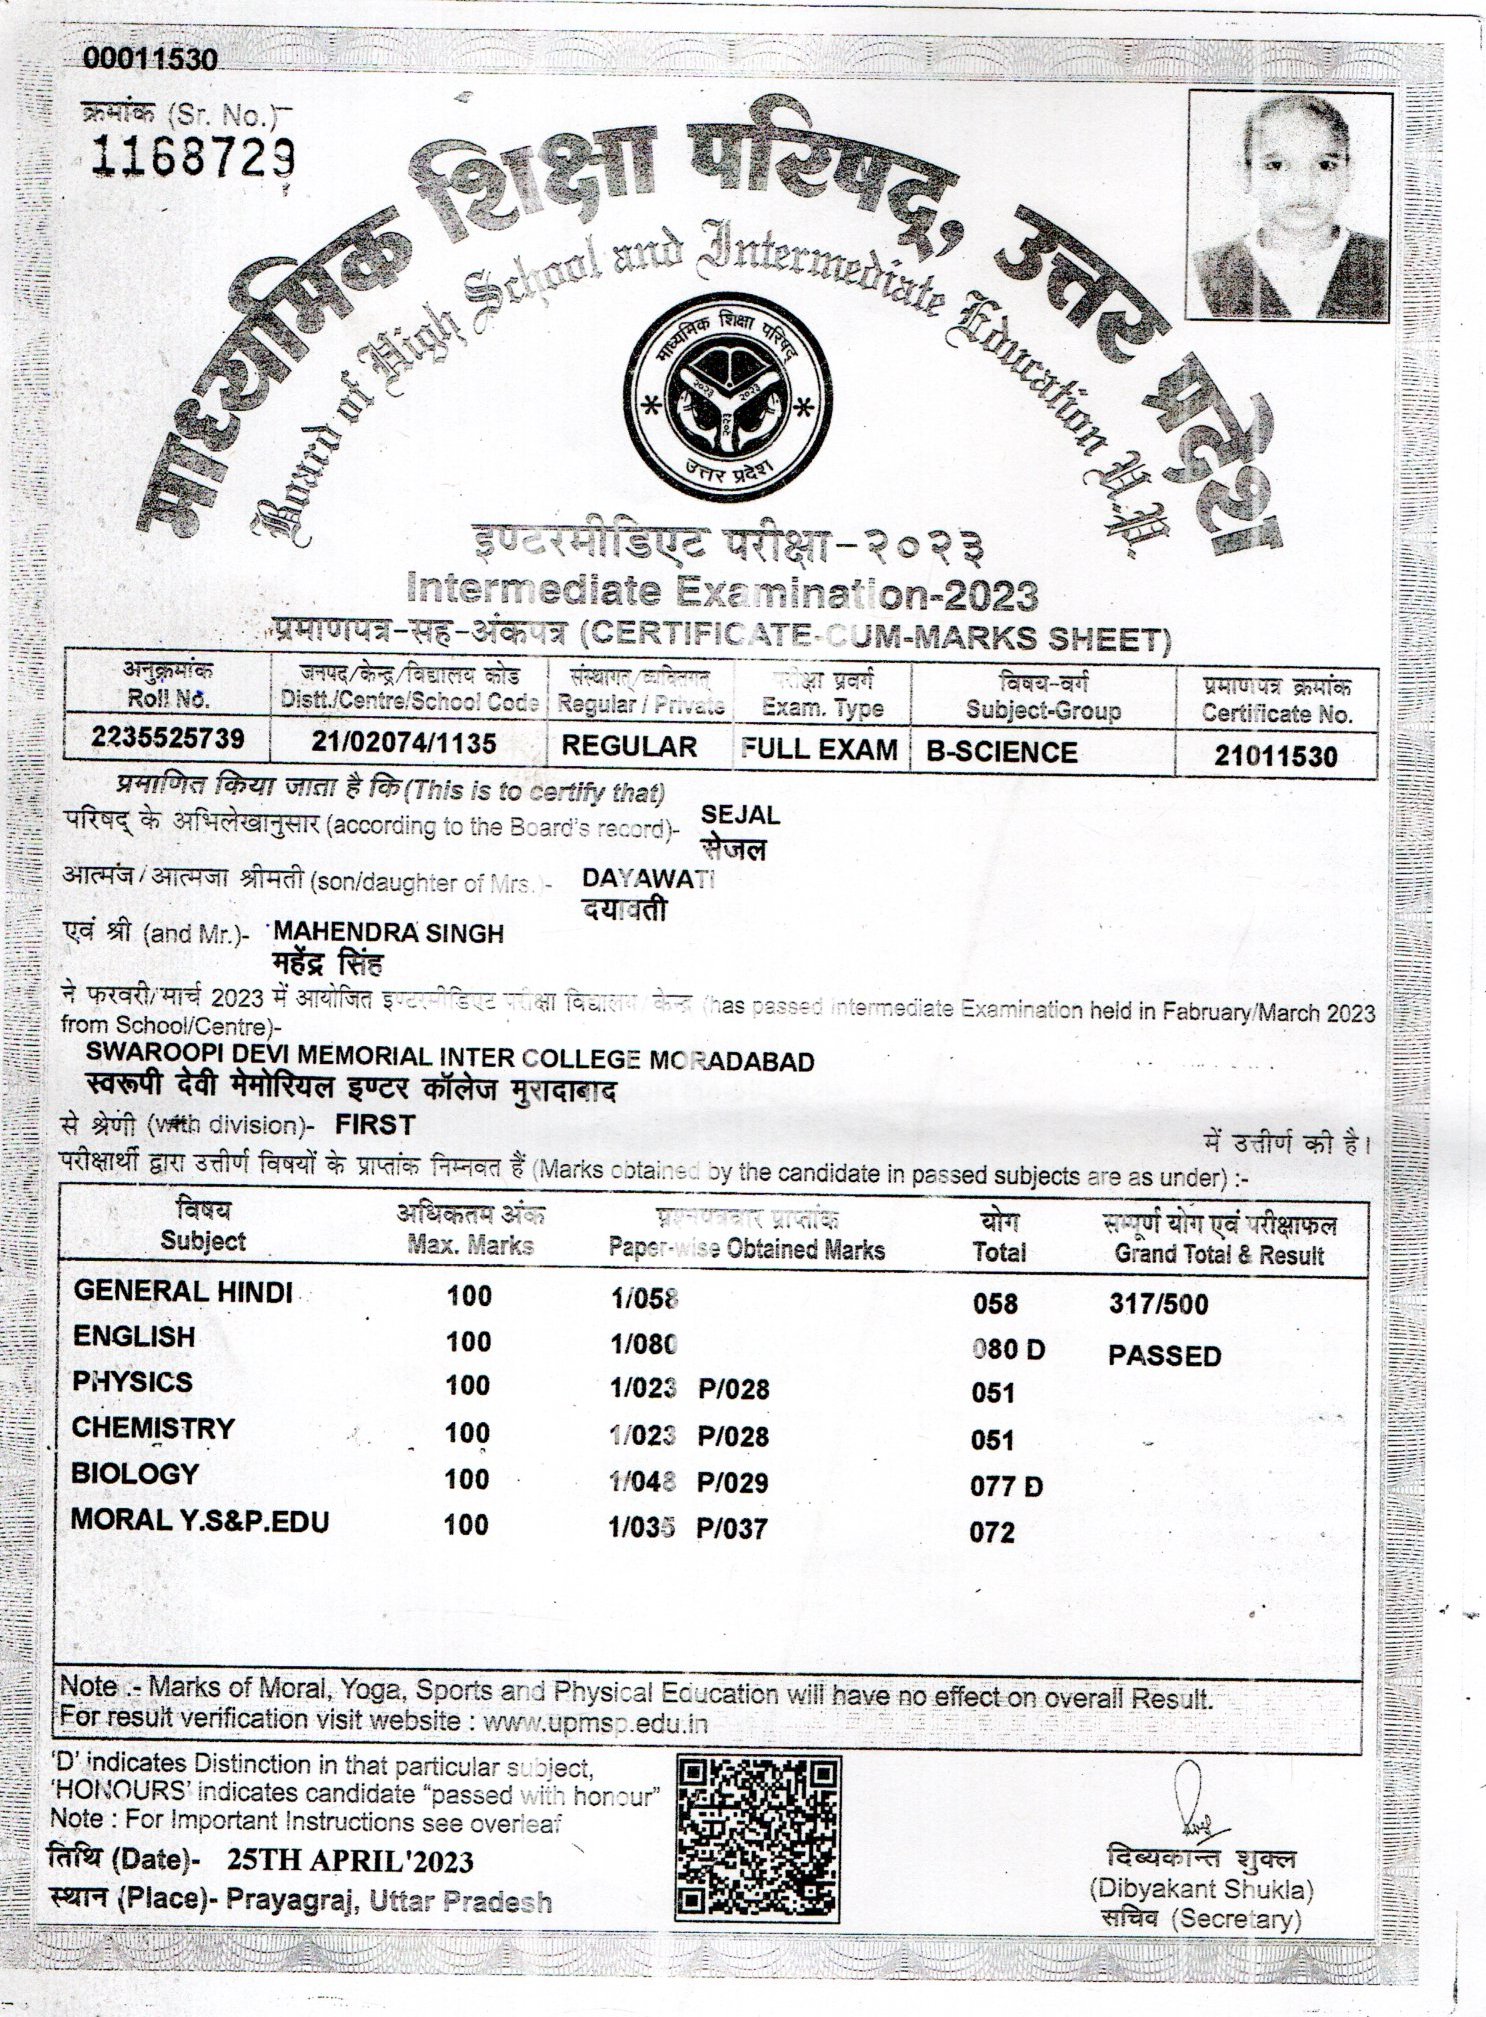 00011530
क्रमांक (Sr. No.)
1168729
माध्यमिक शिक्षा परिषद्, उत्तर प्रदेश
Board of High School and Intermediate Education U.P.
माध्यमिक शिक्षा परिषद्
२०२३ २०२३
२०२३
उत्तर प्रदेश
इण्टरमीडिएट परीक्षा-२०२३
Intermediate Examination-2023
प्रमाणपत्र-सह-अंकपत्र (CERTIFICATE-CUM-MARKS SHEET)
अनुक्रमांक जनपद/केन्द्र/विद्यालय कोड संस्थागत/व्यक्तिगत परीक्षा प्रवर्ग विषय-वर्ग प्रमाणपत्र क्रमांक
Roll No. Distt./Centre/School Code Regular / Private Exam. Type Subject-Group Certificate No.
2235525739 21/02074/1135 REGULAR FULL EXAM B-SCIENCE 21011530
प्रमाणित किया जाता है कि (This is to certify that)
परिषद् के अभिलेखानुसार (according to the Board's record)- SEJAL
सेजल
आत्मज/आत्मजा श्रीमती (son/daughter of Mrs.)- DAYAWATI
दयावती
एवं श्री (and Mr.)- MAHENDRA SINGH
महेंद्र सिंह
ने फरवरी/मार्च 2023 में आयोजित इण्टरमीडिएट परीक्षा विद्यालय/केन्द्र (has passed Intermediate Examination held in Fabruary/March 2023
from School/Centre)-
SWAROOPI DEVI MEMORIAL INTER COLLEGE MORADABAD
स्वरूपी देवी मेमोरियल इण्टर कॉलेज मुरादाबाद
से श्रेणी (with division)- FIRST में उत्तीर्ण की है।
परीक्षार्थी द्वारा उत्तीर्ण विषयों के प्राप्तांक निम्नवत हैं (Marks obtained by the candidate in passed subjects are as under) :-
विषय अधिकतम अंक प्रश्नपत्रवार प्राप्तांक योग सम्पूर्ण योग एवं परीक्षाफल
Subject Max. Marks Paper-wise Obtained Marks Total Grand Total & Result
GENERAL HINDI 100 1/058 058 317/500
ENGLISH 100 1/080 080 D PASSED
PHYSICS 100 1/023 P/028 051
CHEMISTRY 100 1/023 P/028 051
BIOLOGY 100 1/048 P/029 077 D
MORAL Y.S&P.EDU 100 1/035 P/037 072
Note :- Marks of Moral, Yoga, Sports and Physical Education will have no effect on overall Result.
For result verification visit website : www.upmsp.edu.in
'D' indicates Distinction in that particular subject,
'HONOURS' indicates candidate "passed with honour"
Note : For Important Instructions see overleaf
तिथि (Date)- 25TH APRIL'2023
स्थान (Place)- Prayagraj, Uttar Pradesh
दिब्यकान्त शुक्ल
(Dibyakant Shukla)
सचिव (Secretary)